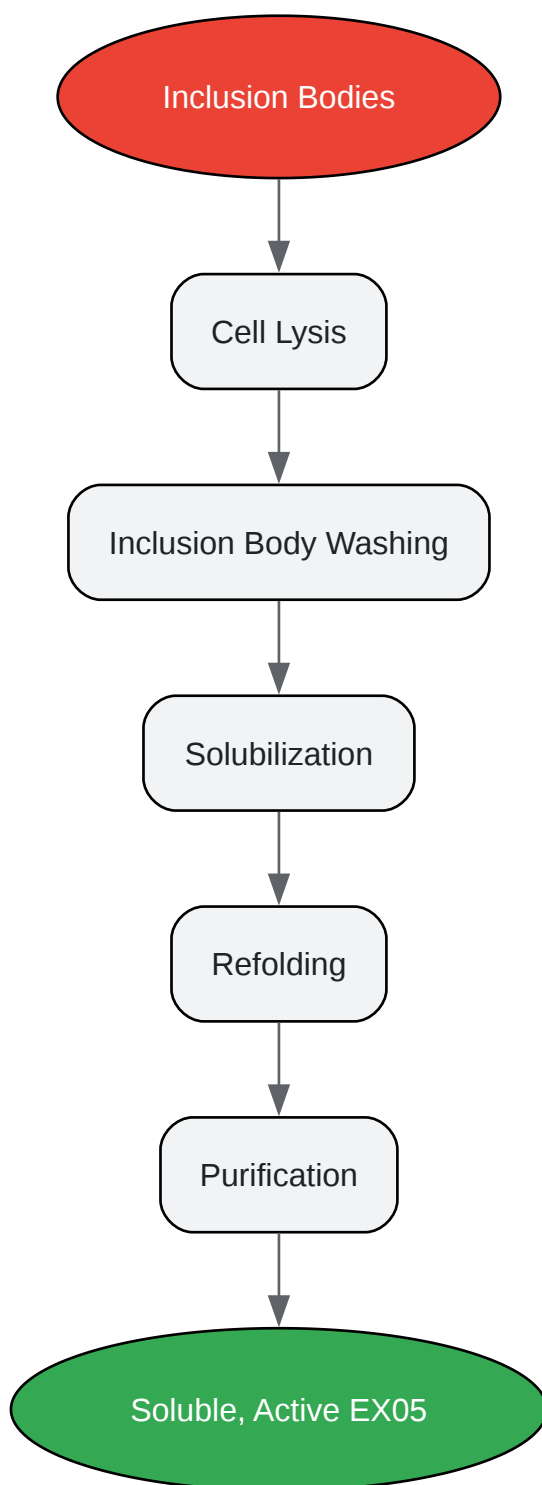 Inclusion Bodies
Cell Lysis
Inclusion Body Washing
Solubilization
Refolding
Purification
Soluble, Active EX05